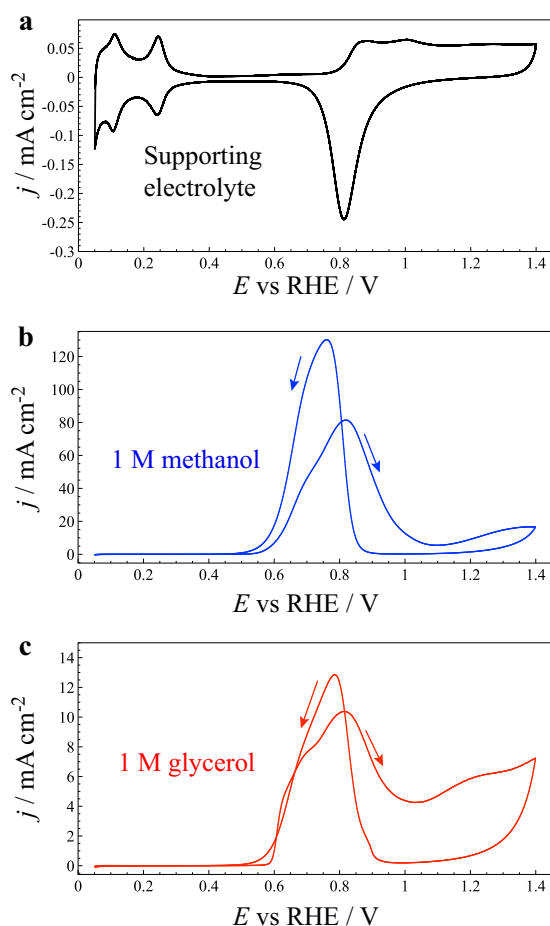 a
0.05
0
-0.05
-0.1
-0.15
-0.2
-0.25
-0.3
j / mA cm⁻²
Supporting
electrolyte
0 0.2 0.4 0.6 0.8 1 1.2 1.4
E vs RHE / V
b
120
100
80
60
40
20
0
j / mA cm⁻²
1 M methanol
0 0.2 0.4 0.6 0.8 1 1.2 1.4
E vs RHE / V
c
14
12
10
8
6
4
2
0
j / mA cm⁻²
1 M glycerol
0 0.2 0.4 0.6 0.8 1 1.2 1.4
E vs RHE / V